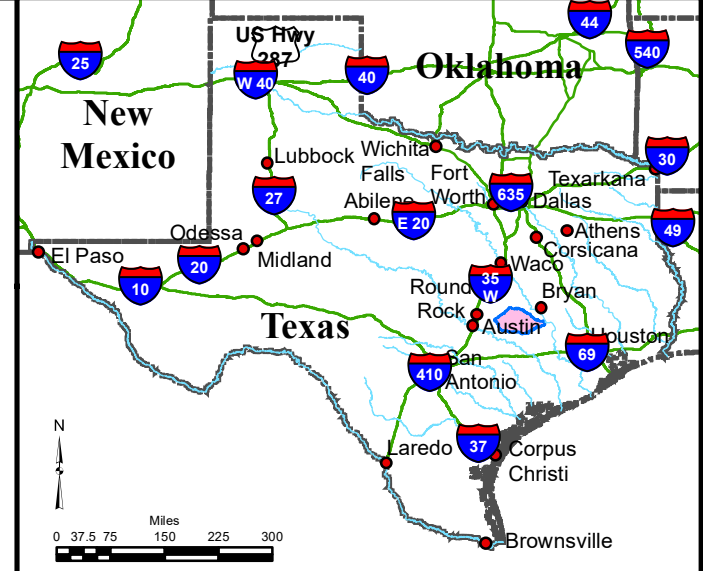 44
US Hwy
287
25
540
W 40
40
Oklahoma
New
Mexico
Wichita
Falls
Lubbock
30
Fort
Worth
Texarkana
635
Dallas
27
Abilene
E 20
49
Athens
Odessa
Corsicana
Midland
El Paso
20
Waco
10
35
W
Round
Rock
Bryan
Texas
Austin
Houston
69
San
Antonio
410
N
Laredo
37
Corpus
Christi
Miles
0 37.5 75 150 225 300
Brownsville